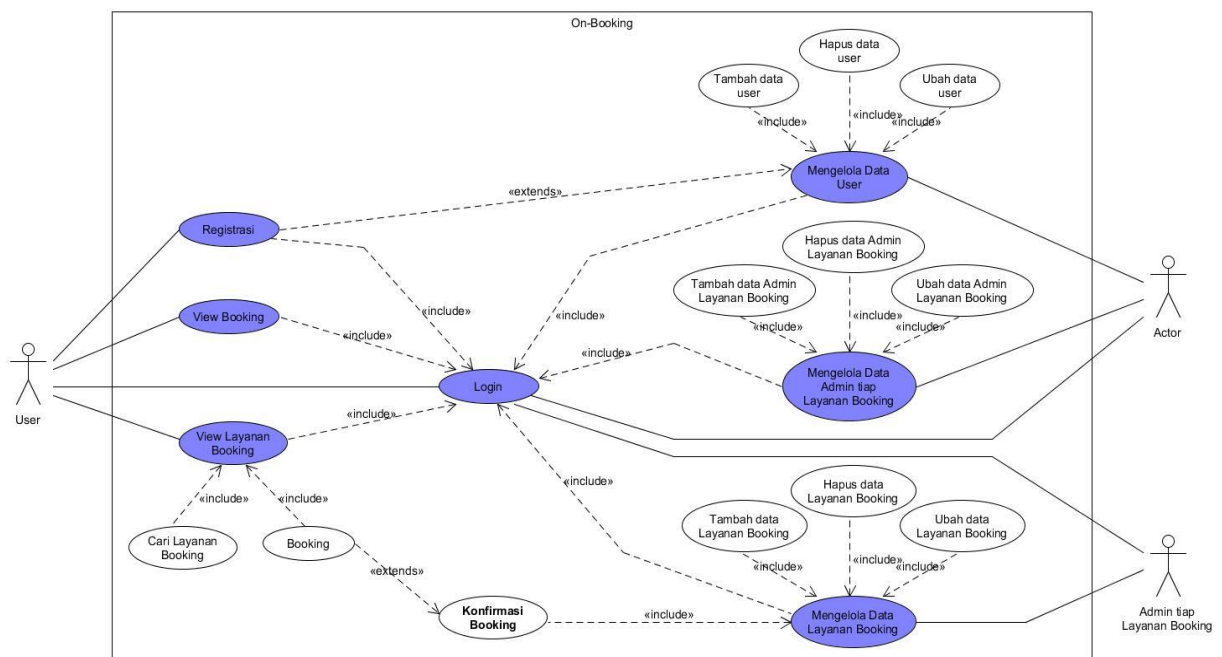 On-Booking
Hapus data
user
Tambah data
user
Ubah data
user
«include»
«include»
«include»
Mengelola Data
User
«extends»
Registrasi
Hapus data Admin
Layanan Booking
Tambah data Admin
Layanan Booking
Ubah data Admin
Layanan Booking
«include»
«include»
«include»
«include»
«include»
View Booking
«include»
«include»
Mengelola Data
Admin tiap
Layanan Booking
Actor
User
Login
«include»
View Layanan
Booking
«include»
«include»
«include»
Cari Layanan
Booking
Booking
Hapus data
Layanan Booking
Tambah data
Layanan Booking
Ubah data
Layanan Booking
«include»
«include»
«include»
«extends»
Konfirmasi
Booking
«include»
Mengelola Data
Layanan Booking
Admin tiap
Layanan Booking